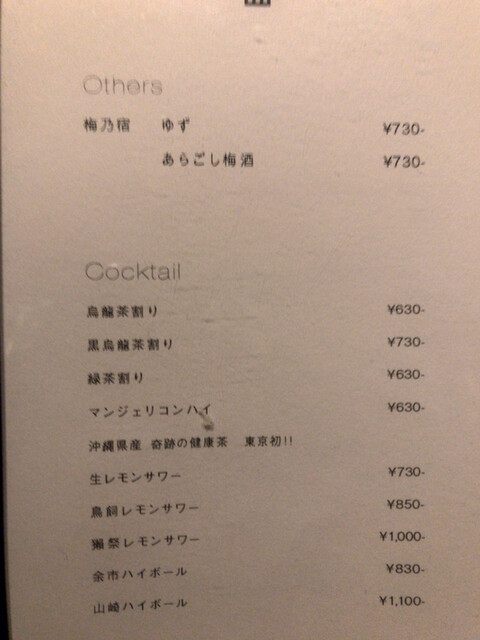 Others
梅乃宿 ゆず ¥730-
あらごし梅酒 ¥730-
Cocktail
烏龍茶割り ¥630-
黒烏龍茶割り ¥730-
緑茶割り ¥630-
マンジェリコンハイ ¥630-
沖縄県産 奇跡の健康茶 東京初!!
生レモンサワー ¥730-
鳥飼レモンサワー ¥850-
獺祭レモンサワー ¥1,000-
余市ハイボール ¥830-
山崎ハイボール ¥1,100-